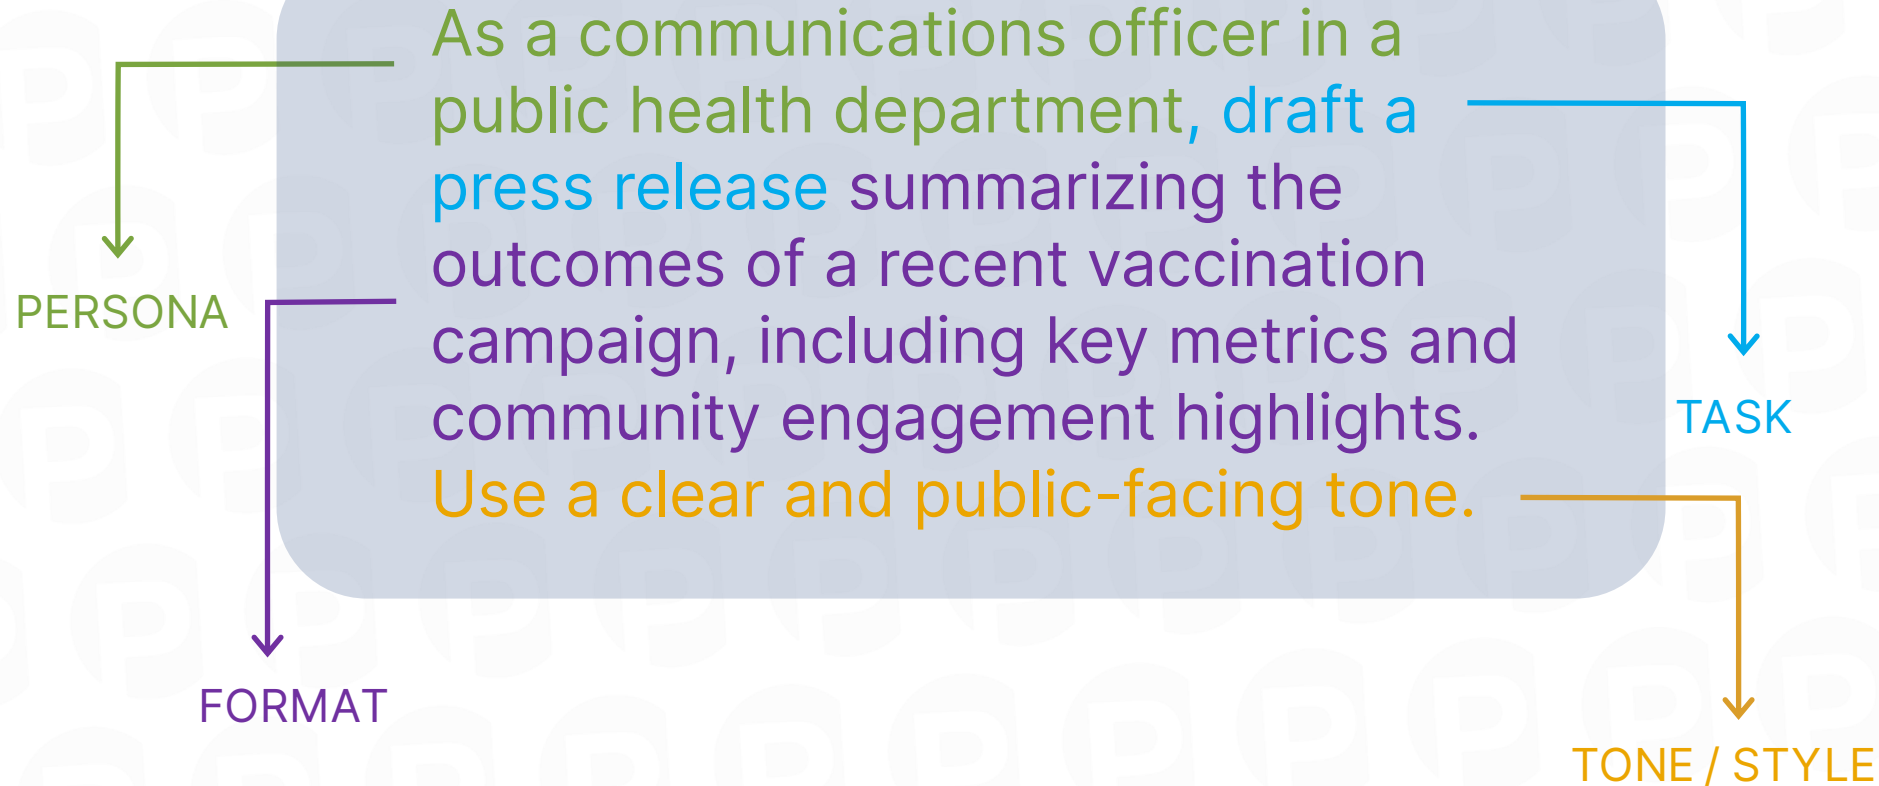 As a communications officer in a
public health department, draft a
press release summarizing the
outcomes of a recent vaccination
campaign, including key metrics and
community engagement highlights.
Use a clear and public-facing tone.
PERSONA
TASK
FORMAT
TONE / STYLE